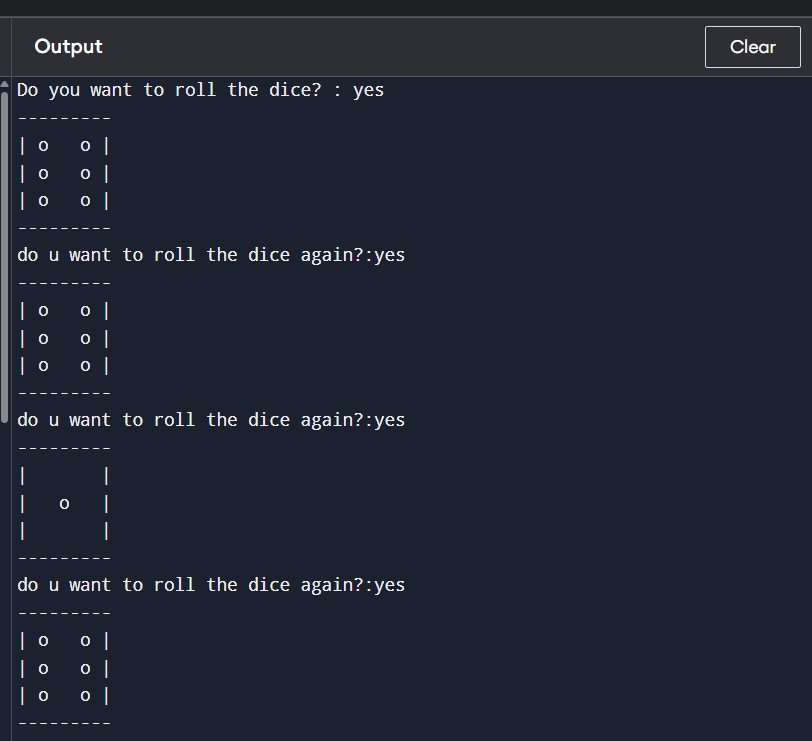 Output
Clear
Do you want to roll the dice? : yes
---------
| o   o |
| o   o |
| o   o |
---------
do u want to roll the dice again?:yes
---------
| o   o |
| o   o |
| o   o |
---------
do u want to roll the dice again?:yes
---------
|       |
|   o   |
|       |
---------
do u want to roll the dice again?:yes
---------
| o   o |
| o   o |
| o   o |
---------